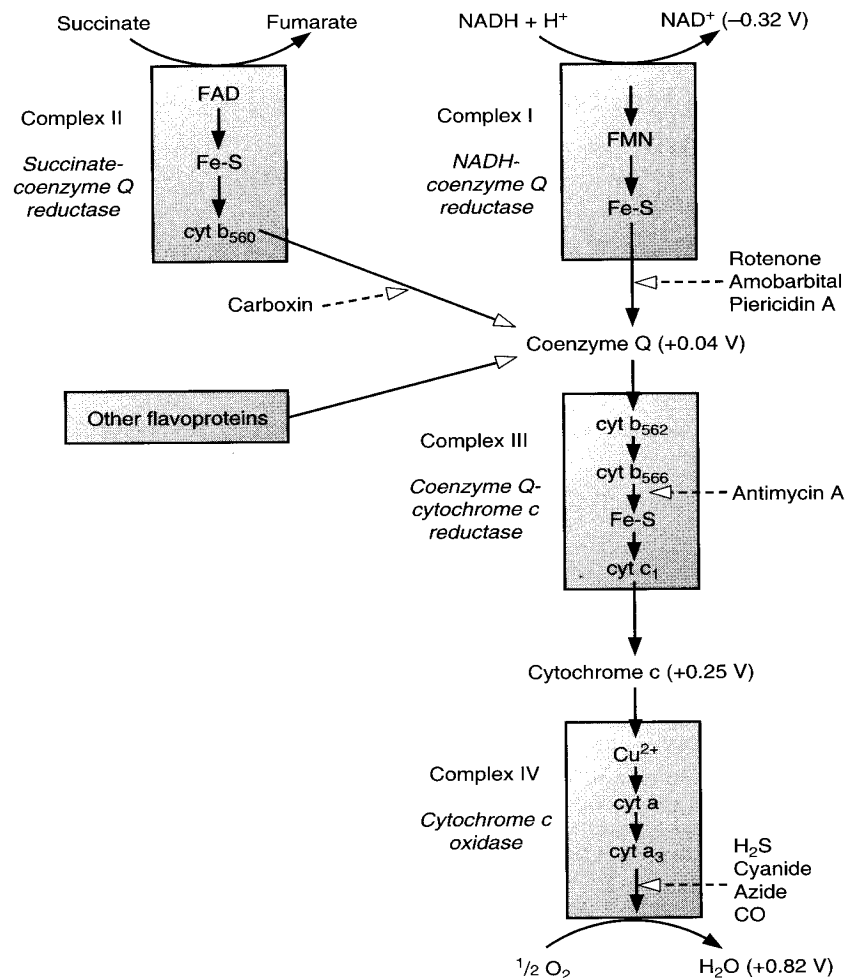 Succinate
Fumarate
NADH + H⁺
NAD⁺ (–0.32 V)
Complex II
Succinate-
coenzyme Q
reductase
FAD
Fe-S
cyt b₅₆₀
Complex I
NADH-
coenzyme Q
reductase
FMN
Fe-S
Carboxin
Rotenone
Amobarbital
Piericidin A
Coenzyme Q (+0.04 V)
Other flavoproteins
Complex III
Coenzyme Q-
cytochrome c
reductase
cyt b₅₆₂
cyt b₅₆₆
Fe-S
cyt c₁
Antimycin A
Cytochrome c (+0.25 V)
Complex IV
Cytochrome c
oxidase
Cu²⁺
cyt a
cyt a₃
H₂S
Cyanide
Azide
CO
¹/₂ O₂
H₂O (+0.82 V)